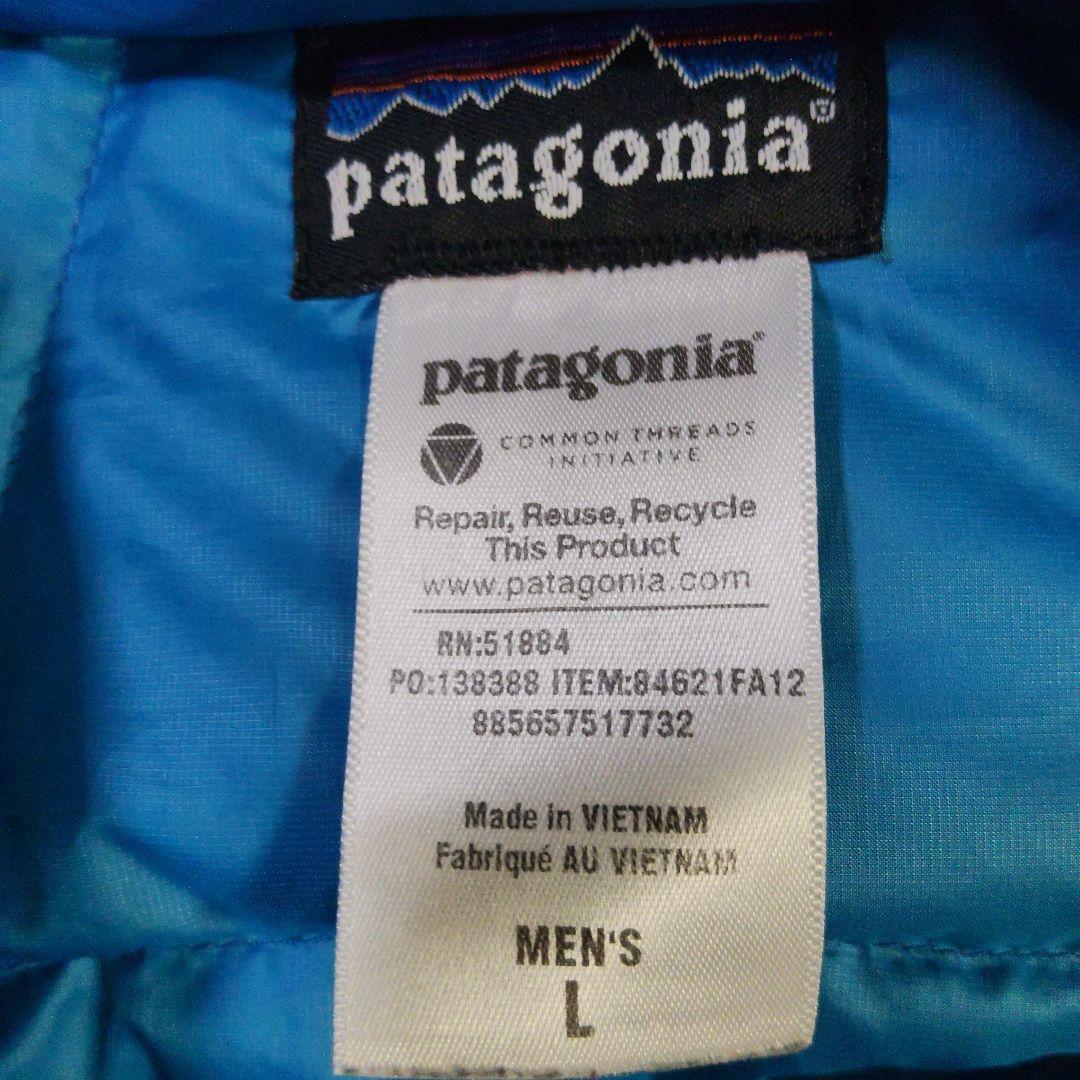 patagonia®
patagonia®
COMMON THREADS
INITIATIVE
Repair, Reuse, Recycle
This Product
www.patagonia.com
RN:51884
PO:138388 ITEM:84621FA12
885657517732
Made in VIETNAM
Fabriqué AU VIETNAM
MEN'S
L